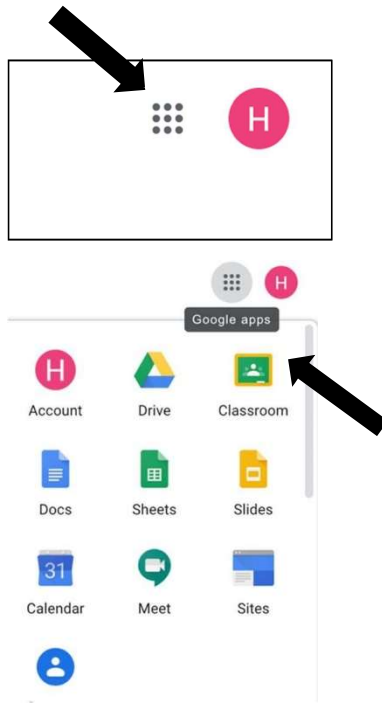 H
H
Google apps
H
Account Drive Classroom
Docs Sheets Slides
31
Calendar Meet Sites